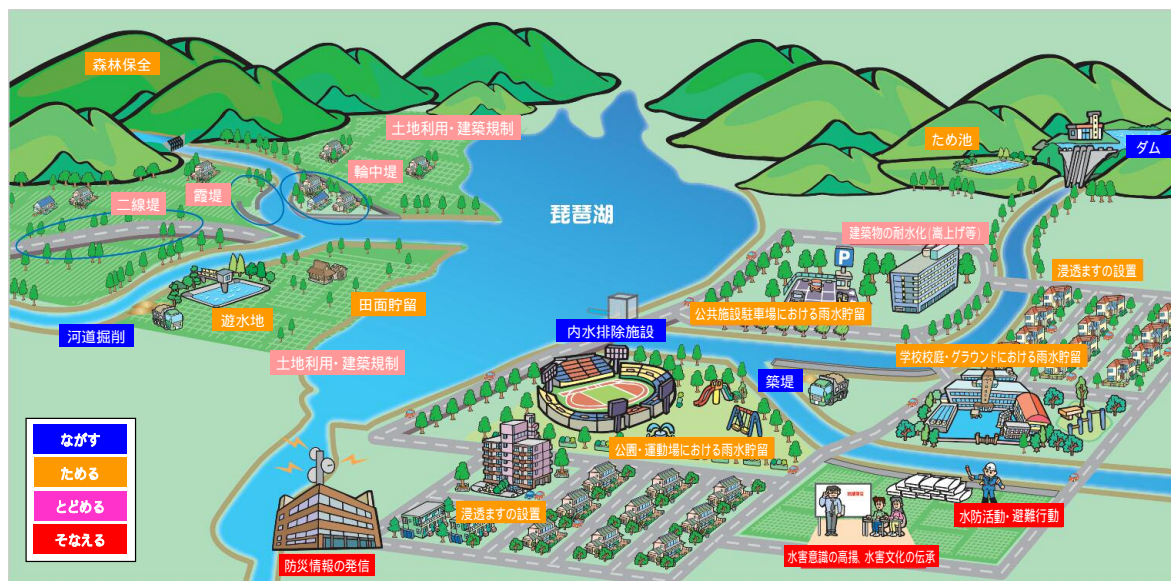 森林保全
土地利用・建築規制
ため池
ダム
輪中堤
霞堤
二線堤
琵琶湖
建築物の耐水化(嵩上げ等)
P
浸透ますの設置
田面貯留
遊水地
公共施設駐車場における雨水貯留
河道掘削
内水排除施設
土地利用・建築規制
学校校庭・グラウンドにおける雨水貯留
築堤
ながす
ためる
とどめる
そなえる
公園・運動場における雨水貯留
浸透ますの設置
水防活動・避難行動
防災情報の発信
水害意識の高揚、水害文化の伝承